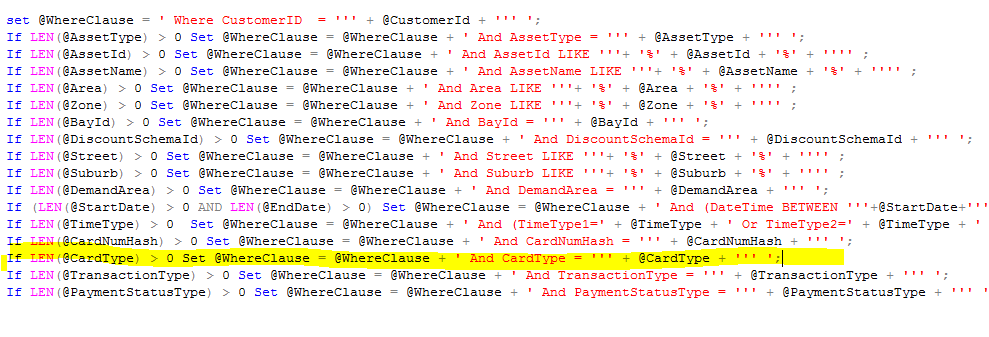 set @WhereClause = ' Where CustomerID  = ''' + @CustomerId + ''' ';
If LEN(@AssetType) > 0 Set @WhereClause = @WhereClause + ' And AssetType = ''' + @AssetType + ''' ';
If LEN(@AssetId) > 0 Set @WhereClause = @WhereClause + ' And AssetId LIKE '''+ '%' + @AssetId + '%' + '''' ;
If LEN(@AssetName) > 0 Set @WhereClause = @WhereClause + ' And AssetName LIKE '''+ '%' + @AssetName + '%' + '''' ;
If LEN(@Area) > 0 Set @WhereClause = @WhereClause + ' And Area LIKE '''+ '%' + @Area + '%' + '''' ;
If LEN(@Zone) > 0 Set @WhereClause = @WhereClause + ' And Zone LIKE '''+ '%' + @Zone + '%' + '''' ;
If LEN(@BayId) > 0 Set @WhereClause = @WhereClause + ' And BayId = ''' + @BayId + ''' ';
If LEN(@DiscountSchemaId) > 0 Set @WhereClause = @WhereClause + ' And DiscountSchemaId = ''' + @DiscountSchemaId + ''' ';
If LEN(@Street) > 0 Set @WhereClause = @WhereClause + ' And Street LIKE '''+ '%' + @Street + '%' + '''' ;
If LEN(@Suburb) > 0 Set @WhereClause = @WhereClause + ' And Suburb LIKE '''+ '%' + @Suburb + '%' + '''' ;
If LEN(@DemandArea) > 0 Set @WhereClause = @WhereClause + ' And DemandArea = ''' + @DemandArea + ''' ';
If (LEN(@StartDate) > 0 AND LEN(@EndDate) > 0) Set @WhereClause = @WhereClause + ' And (DateTime BETWEEN '''+@StartDate+'''
If LEN(@TimeType) > 0  Set @WhereClause = @WhereClause + ' And (TimeType1=' + @TimeType + ' Or TimeType2=' + @TimeType + '
If LEN(@CardNumHash) > 0 Set @WhereClause = @WhereClause + ' And CardNumHash = ''' + @CardNumHash + ''' ';
If LEN(@CardType) > 0 Set @WhereClause = @WhereClause + ' And CardType = ''' + @CardType + ''' ';
If LEN(@TransactionType) > 0 Set @WhereClause = @WhereClause + ' And TransactionType = ''' + @TransactionType + ''' ';
If LEN(@PaymentStatusType) > 0 Set @WhereClause = @WhereClause + ' And PaymentStatusType = ''' + @PaymentStatusType + ''' '